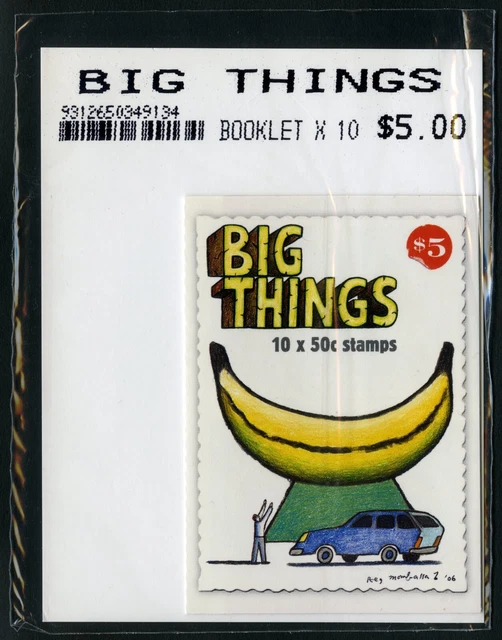 BIG THINGS
9312650349134
BOOKLET X 10 $5.00
BIG
THINGS
$5
10 x 50c stamps
Reg Mombassa '06